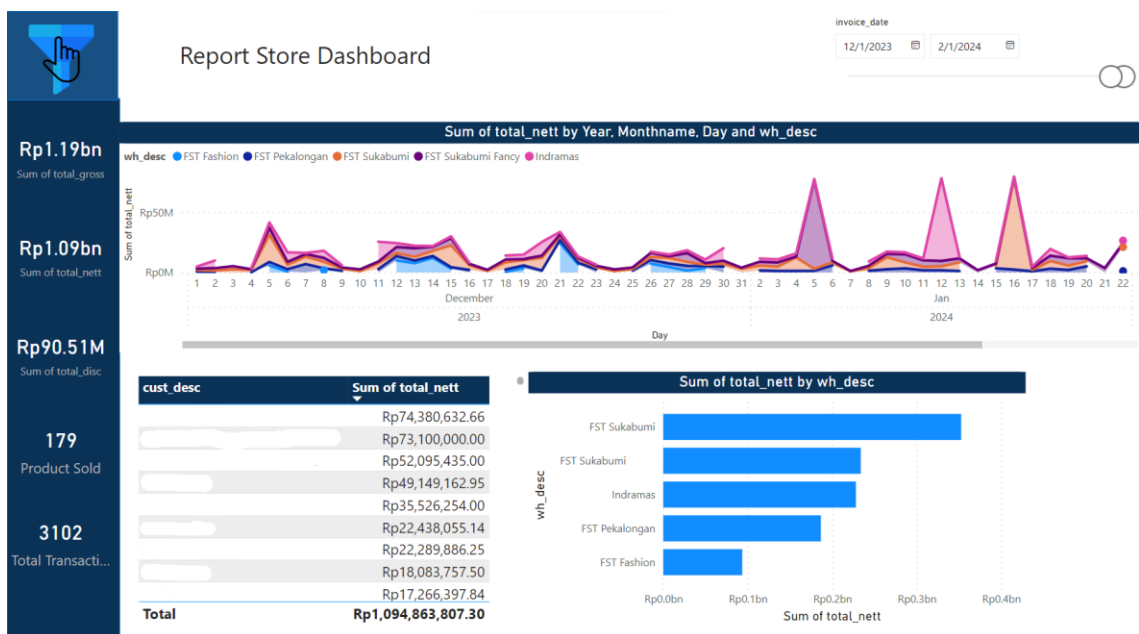 invoice_date
12/1/2023 2/1/2024
Report Store Dashboard
Rp1.19bn
Sum of total_gross
Rp1.09bn
Sum of total_nett
Rp90.51M
Sum of total_disc
179
Product Sold
3102
Total Transacti...
Sum of total_nett by Year, Monthname, Day and wh_desc
wh_desc FST Fashion FST Pekalongan FST Sukabumi FST Sukabumi Fancy Indramas
Sum of total_nett
Rp50M
Rp0M
1 2 3 4 5 6 7 8 9 10 11 12 13 14 15 16 17 18 19 20 21 22 23 24 25 26 27 28 29 30 31 2 3 4 5 6 7 8 9 10 11 12 13 14 15 16 17 18 19 20 21 22
December Jan
2023 2024
Day
cust_desc Sum of total_nett
Rp74,380,632.66
Rp73,100,000.00
Rp52,095,435.00
Rp49,149,162.95
Rp35,526,254.00
Rp22,438,055.14
Rp22,289,886.25
Rp18,083,757.50
Rp17,266,397.84
Total Rp1,094,863,807.30
Sum of total_nett by wh_desc
wh_desc
FST Sukabumi
FST Sukabumi
Indramas
FST Pekalongan
FST Fashion
Rp0.0bn Rp0.1bn Rp0.2bn Rp0.3bn Rp0.4bn
Sum of total_nett